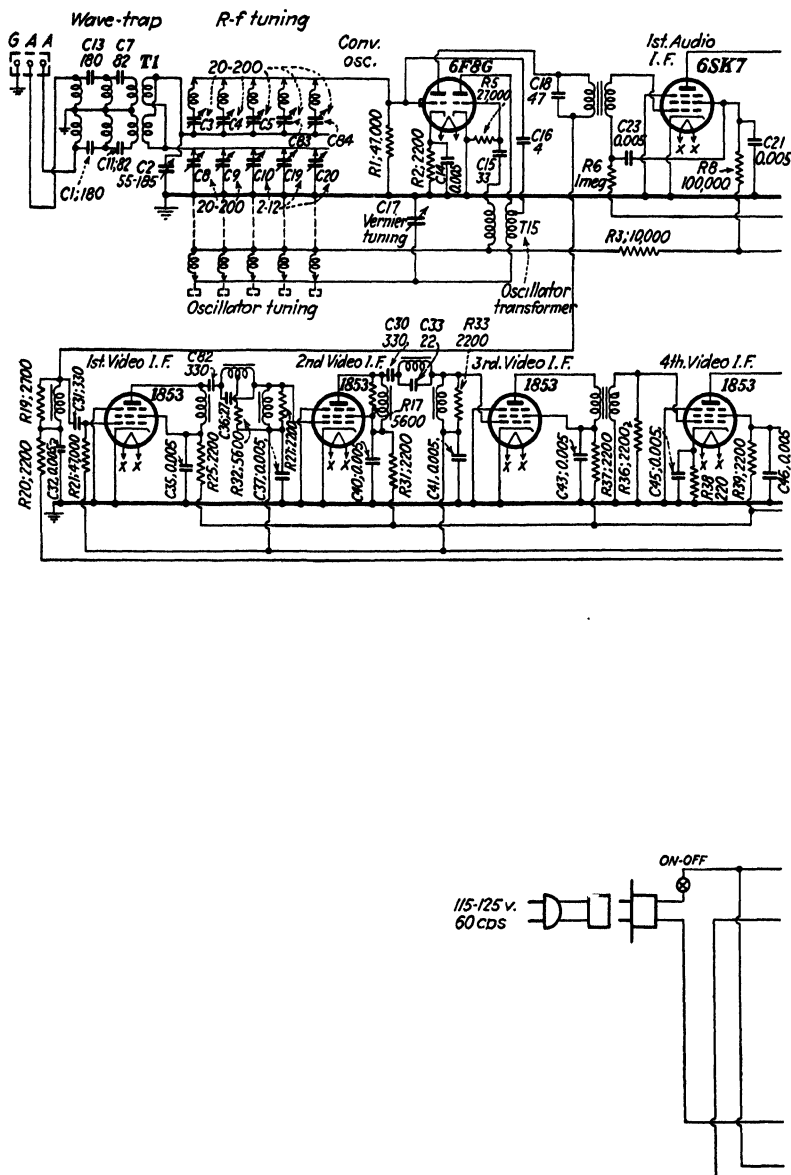 Wave-trap
R-f tuning
G A A
C13
180
C7
82
T1
20-200
Conv.
osc.
6F8G
R5
27,000
C18
47
1st. Audio
I.F.
6SK7
C3
C4
C5
C83
C84
C1;180
C11;82
C2
55-185
C8
C9
C10
C19
C20
20-200
2-12
R1;47,000
R2;2200
C14
0.005
C15
33
C16
4
C23
0.005
R6
1meg
R8
100,000
C21
0.005
X X
C17
Vernier
tuning
T15
R3;10,000
Oscillator tuning
Oscillator
transformer
1st. Video I.F.
C82
330
2nd Video I.F.
C30
330
C33
22
R33
2200
3rd. Video I.F.
4th. Video I.F.
1853
1853
1853
1853
R19;2700
R20;2200
C32;0.005
C31;330
R21;47,000
X X
C35;0.005
R25;2200
C36;27
R32;5600
C37;0.005
R27;2200
X X
R17
5600
C40;0.005
R31;2200
C41;0.005
X X
C43;0.005
R37;2200
R36;2200
C45;0.005
X X
R38
220
R39;2200
C46;0.005
ON-OFF
115-125 v.
60 CDS